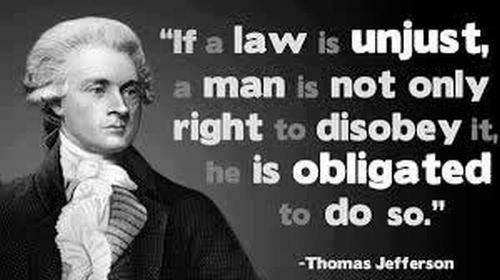 “If a law is unjust,
a man is not only
right to disobey it,
he is obligated
to do so.”
-Thomas Jefferson